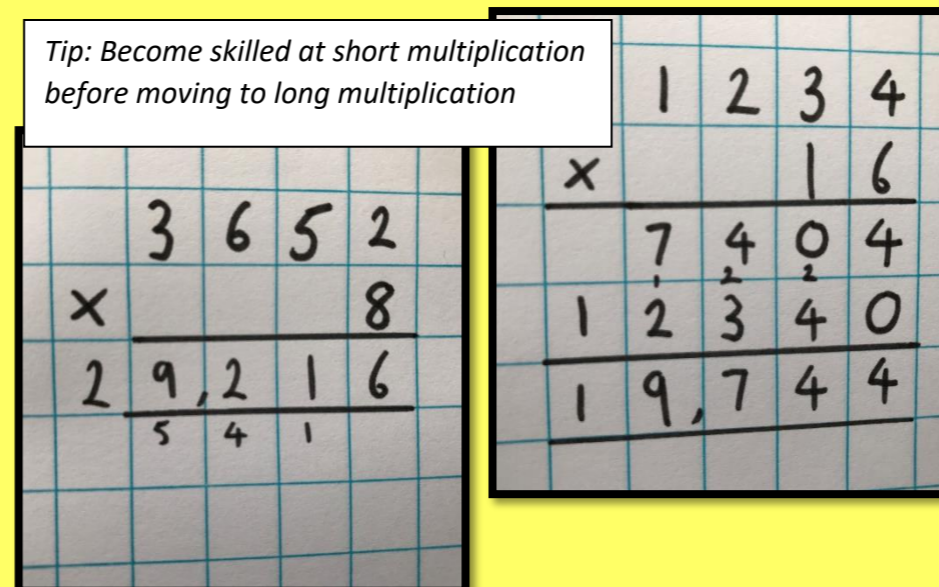 Tip: Become skilled at short multiplication
before moving to long multiplication
3 6 5 2
× 8
2 9,2 1 6
5 4 1
1 2 3 4
× 1 6
7 4 0 4
1 2 2
1 2 3 4 0
1 9,7 4 4